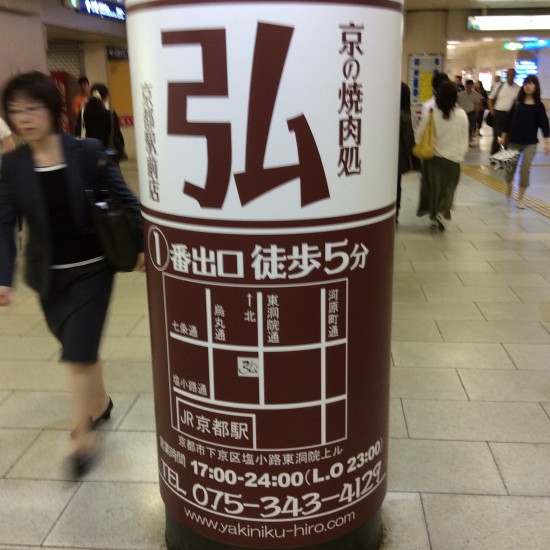 京の焼肉処
弘
京都駅前店
①番出口 徒歩5分
↑北
烏丸通
東洞院通
河原町通
七条通
弘
塩小路通
JR京都駅
京都市下京区塩小路東洞院上ル
営業時間 17:00-24:00(L.O 23:00)
TEL 075-343-4129
www.yakiniku-hiro.com